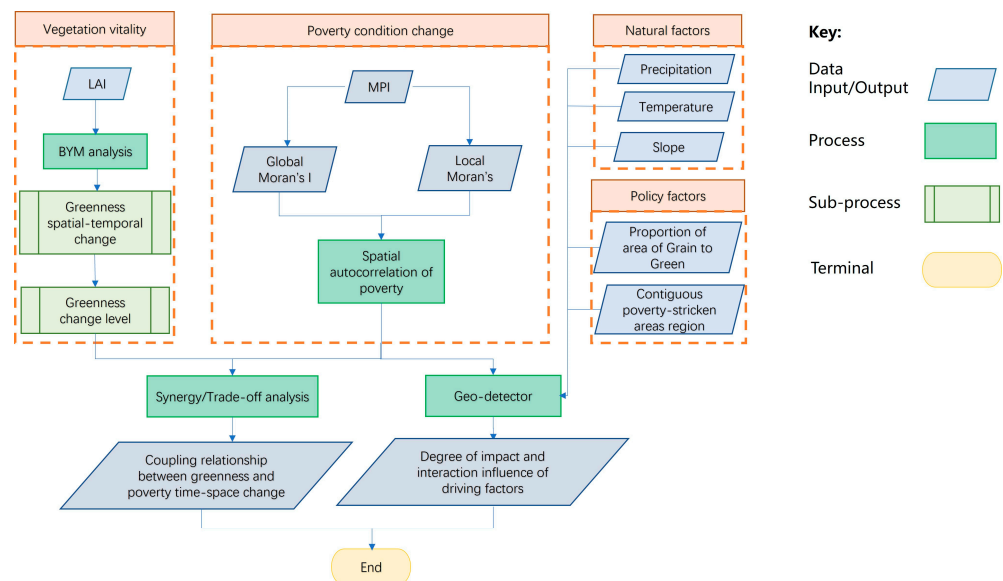 Vegetation vitality
Poverty condition change
Natural factors
Key:
LAI
MPI
Precipitation
Data
Input/Output
Temperature
BYM analysis
Global
Moran's I
Local
Moran's
Slope
Process
Greenness
spatial-temporal
change
Policy factors
Sub-process
Proportion of
area of Grain to
Green
Spatial
autocorrelation of
poverty
Terminal
Greenness
change level
Contiguous
poverty-stricken
areas region
Synergy/Trade-off analysis
Geo-detector
Coupling relationship
between greenness and
poverty time-space change
Degree of impact and
interaction influence of
driving factors
End